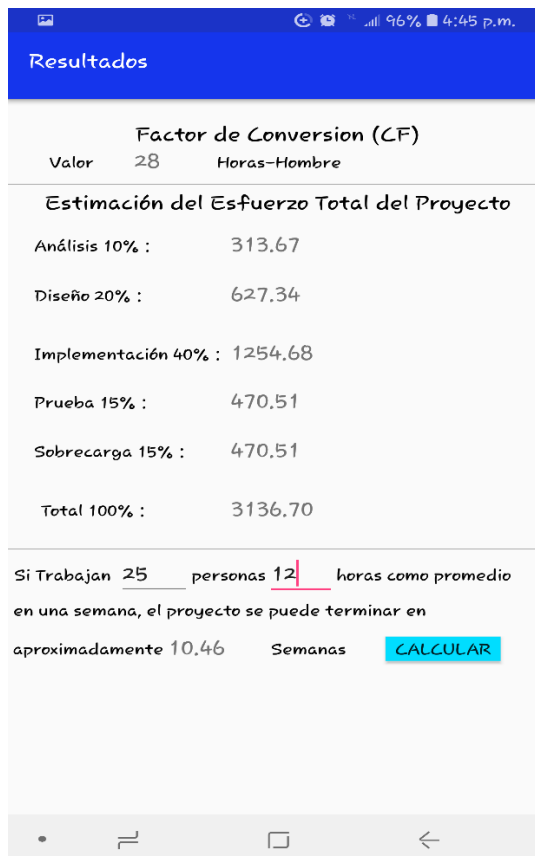 96% 4:45 p.m.
Resultados
Factor de Conversion (CF)
Valor 28 Horas-Hombre
Estimación del Esfuerzo Total del Proyecto
Análisis 10% : 313.67
Diseño 20% : 627.34
Implementación 40% : 1254.68
Prueba 15% : 470.51
Sobrecarga 15% : 470.51
Total 100% : 3136.70
Si Trabajan 25 personas 12 horas como promedio
en una semana, el proyecto se puede terminar en
aproximadamente 10.46 Semanas CALCULAR